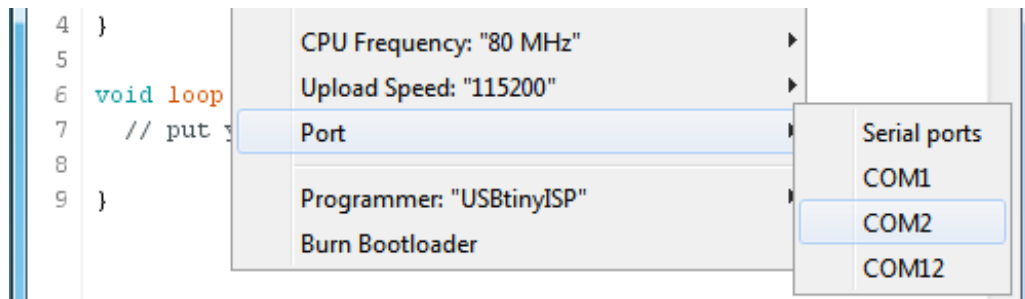 4 }
5
6 void loop
7 // put y
8
9 }
CPU Frequency: "80 MHz"
Upload Speed: "115200"
Port
Programmer: "USBtinyISP"
Burn Bootloader
Serial ports
COM1
COM2
COM12